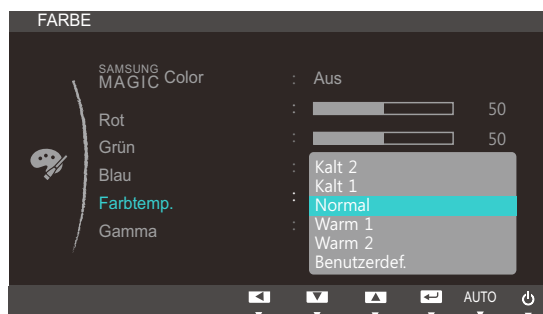 FARBE
SAMSUNG
MAGIC Color : Aus
Rot : 50
Grün : 50
Blau : Kalt 2
Kalt 1
Farbtemp. : Normal
Gamma : Warm 1
Warm 2
Benutzerdef.
AUTO